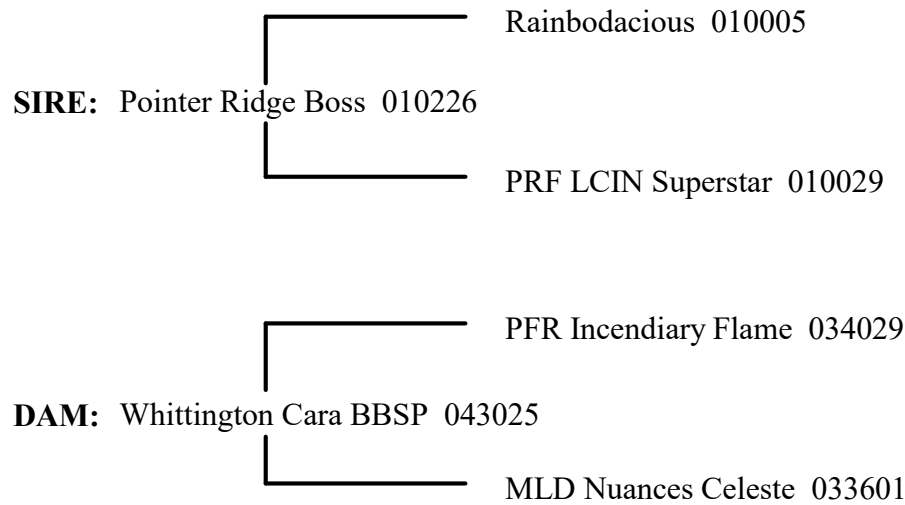 Rainbodacious 010005
SIRE: Pointer Ridge Boss 010226
PRF LCIN Superstar 010029
PFR Incendiary Flame 034029
DAM: Whittington Cara BBSP 043025
MLD Nuances Celeste 033601